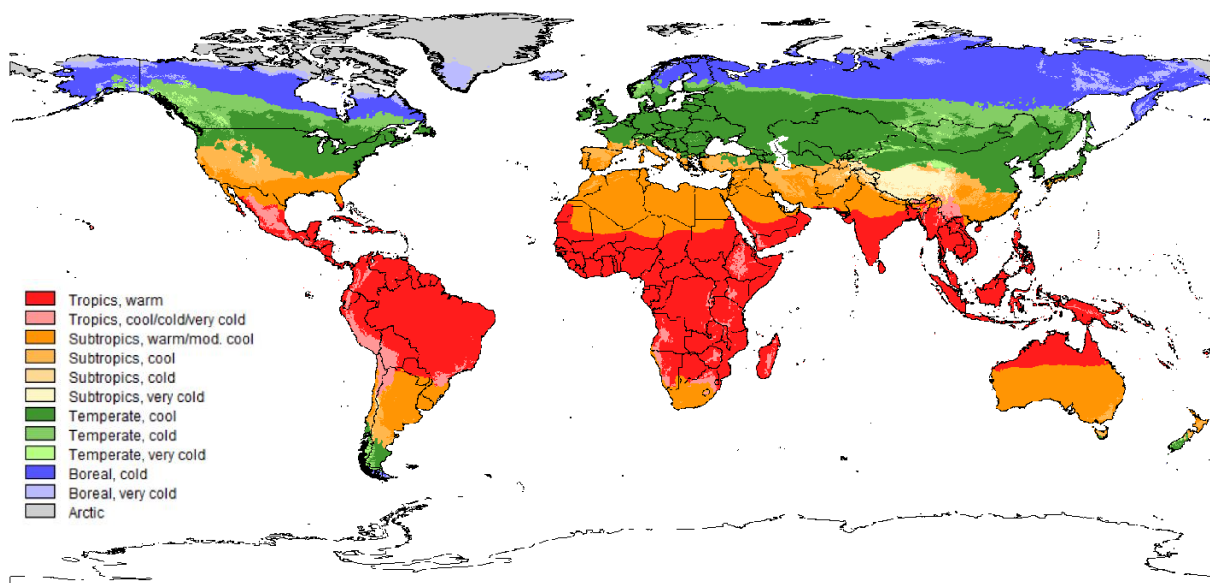 Tropics, warm
Tropics, cool/cold/very cold
Subtropics, warm/mod. cool
Subtropics, cool
Subtropics, cold
Subtropics, very cold
Temperate, cool
Temperate, cold
Temperate, very cold
Boreal, cold
Boreal, very cold
Arctic